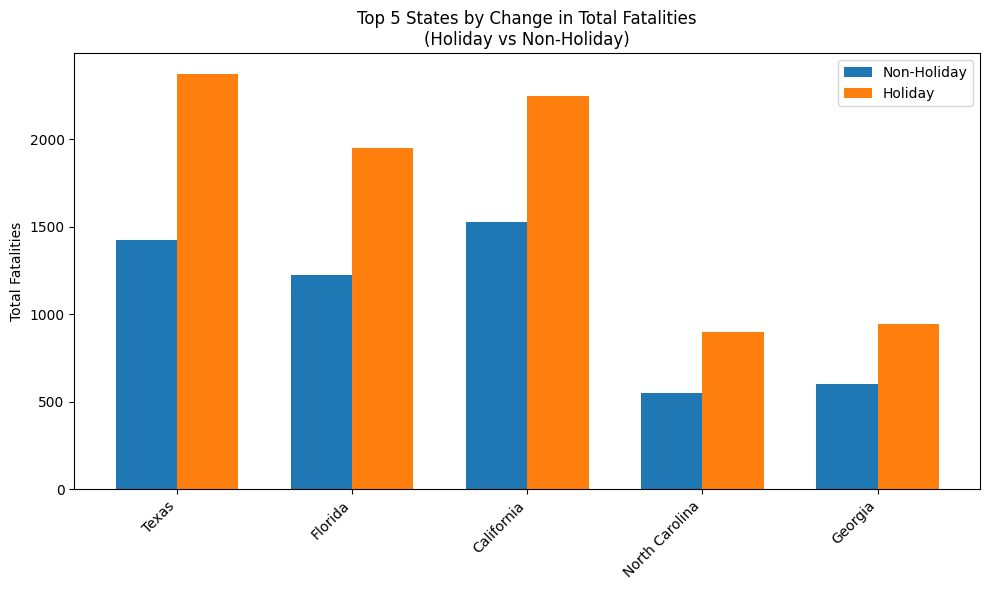 Top 5 States by Change in Total Fatalities
(Holiday vs Non-Holiday)
Non-Holiday
Holiday
Total Fatalities
2000
1500
1000
500
0
Texas
Florida
California
North Carolina
Georgia